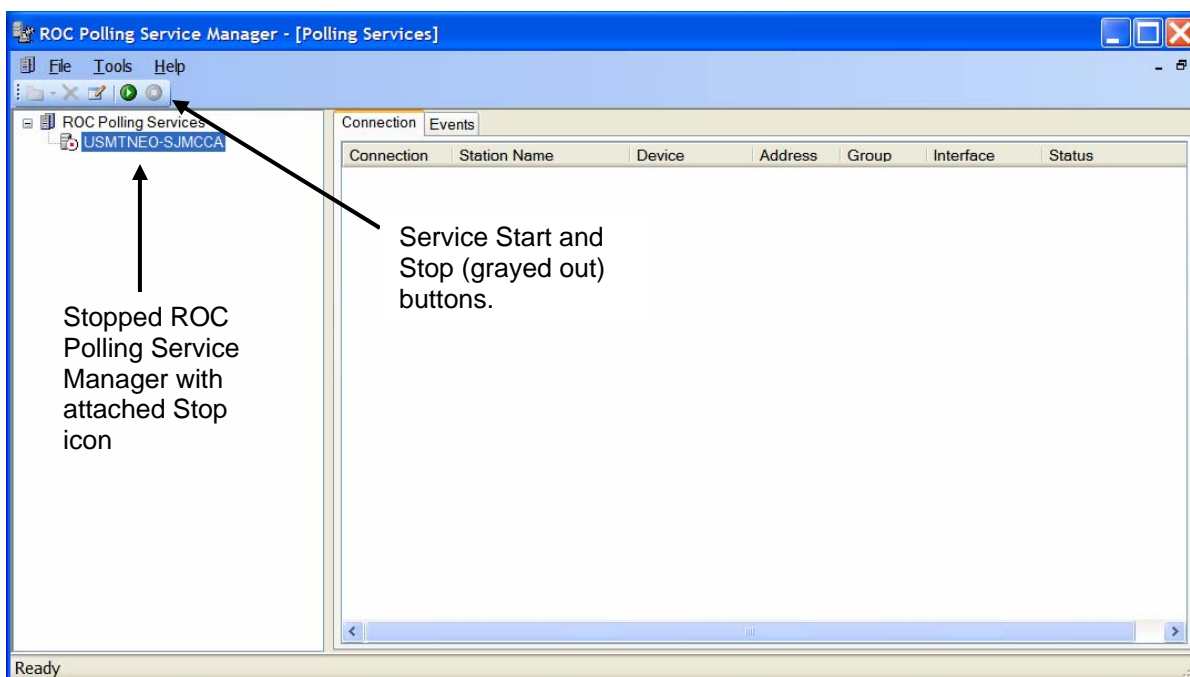 ROC Polling Service Manager - [Polling Services]
File Tools Help
ROC Polling Services
USMTNEO-SJMCCA
Connection Events
Connection Station Name Device Address Group Interface Status
Service Start and
Stop (grayed out)
buttons.
Stopped ROC
Polling Service
Manager with
attached Stop
icon
Ready